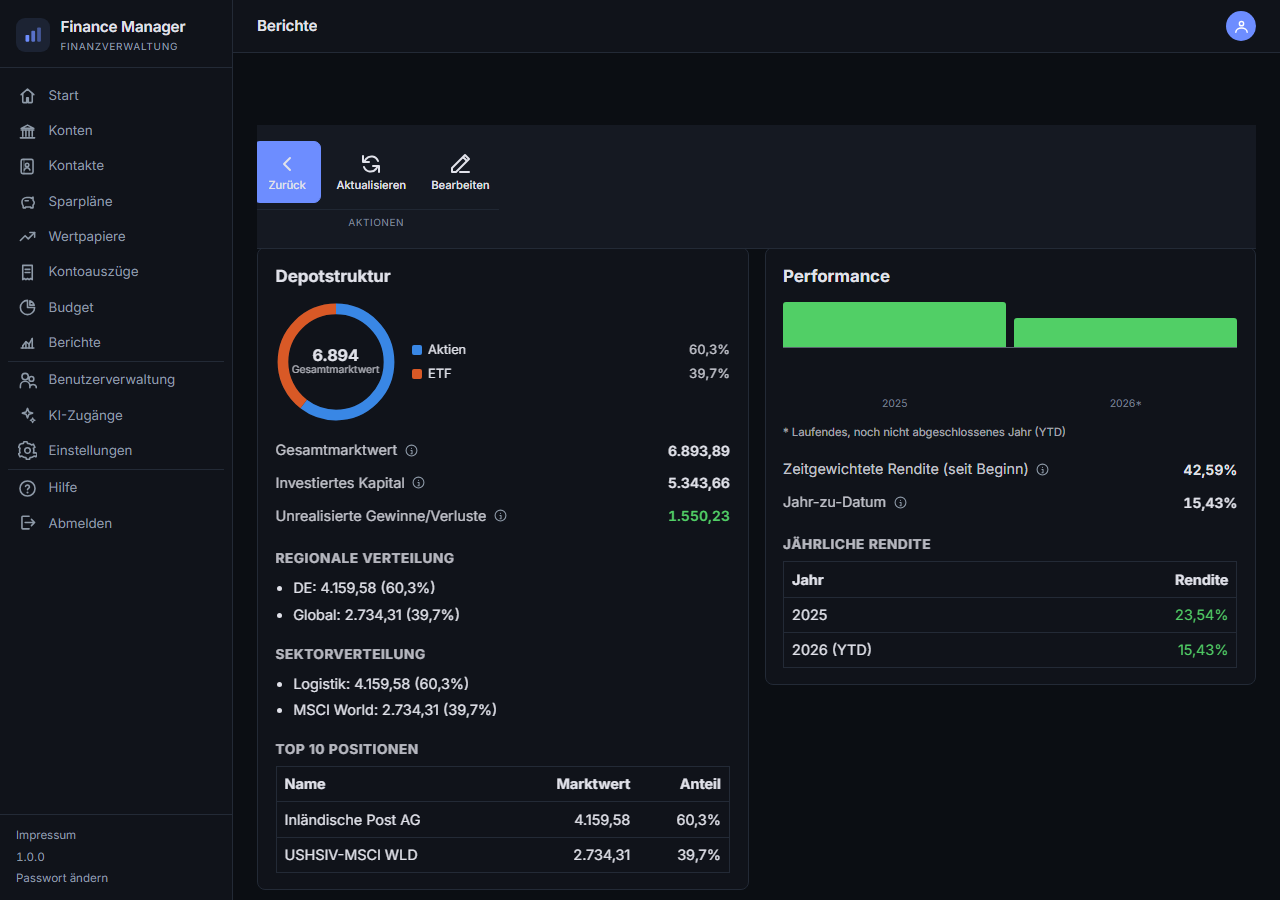 Finance Manager
FINANZVERWALTUNG
Start
Konten
Kontakte
Sparpläne
Wertpapiere
Kontoauszüge
Budget
Berichte
Benutzerverwaltung
KI-Zugänge
Einstellungen
Hilfe
Abmelden
Impressum
1.0.0
Passwort ändern
Berichte
Zurück Aktualisieren Bearbeiten
AKTIONEN
Depotstruktur
6.894
Gesamtmarktwert
Aktien 60,3%
ETF 39,7%
Gesamtmarktwert 6.893,89
Investiertes Kapital 5.343,66
Unrealisierte Gewinne/Verluste 1.550,23
REGIONALE VERTEILUNG
• DE: 4.159,58 (60,3%)
• Global: 2.734,31 (39,7%)
SEKTORVERTEILUNG
• Logistik: 4.159,58 (60,3%)
• MSCI World: 2.734,31 (39,7%)
TOP 10 POSITIONEN
Name Marktwert Anteil
Inländische Post AG 4.159,58 60,3%
USHSIV-MSCI WLD 2.734,31 39,7%
Performance
2025 2026*
* Laufendes, noch nicht abgeschlossenes Jahr (YTD)
Zeitgewichtete Rendite (seit Beginn) 42,59%
Jahr-zu-Datum 15,43%
JÄHRLICHE RENDITE
Jahr Rendite
2025 23,54%
2026 (YTD) 15,43%